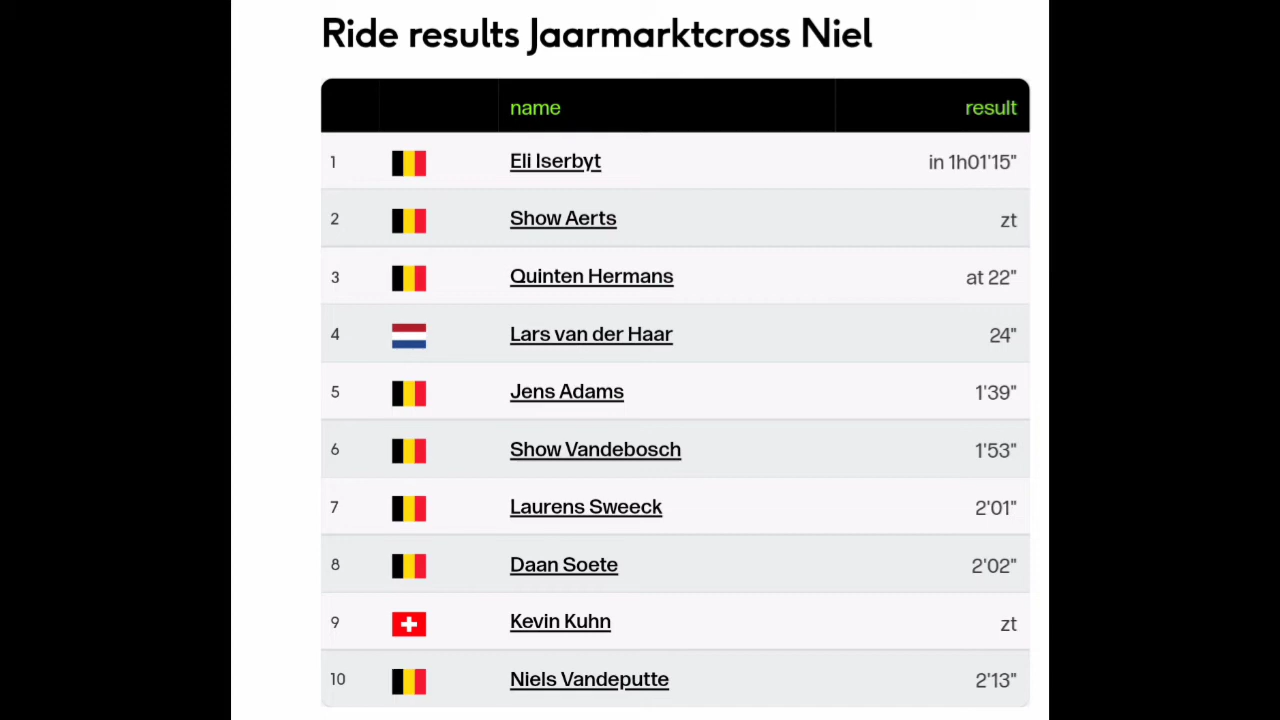 Ride results Jaarmarktcross Niel
name result
1 Eli Iserbyt in 1h01'15"
2 Show Aerts zt
3 Quinten Hermans at 22"
4 Lars van der Haar 24"
5 Jens Adams 1'39"
6 Show Vandebosch 1'53"
7 Laurens Sweeck 2'01"
8 Daan Soete 2'02"
9 Kevin Kuhn zt
10 Niels Vandeputte 2'13"